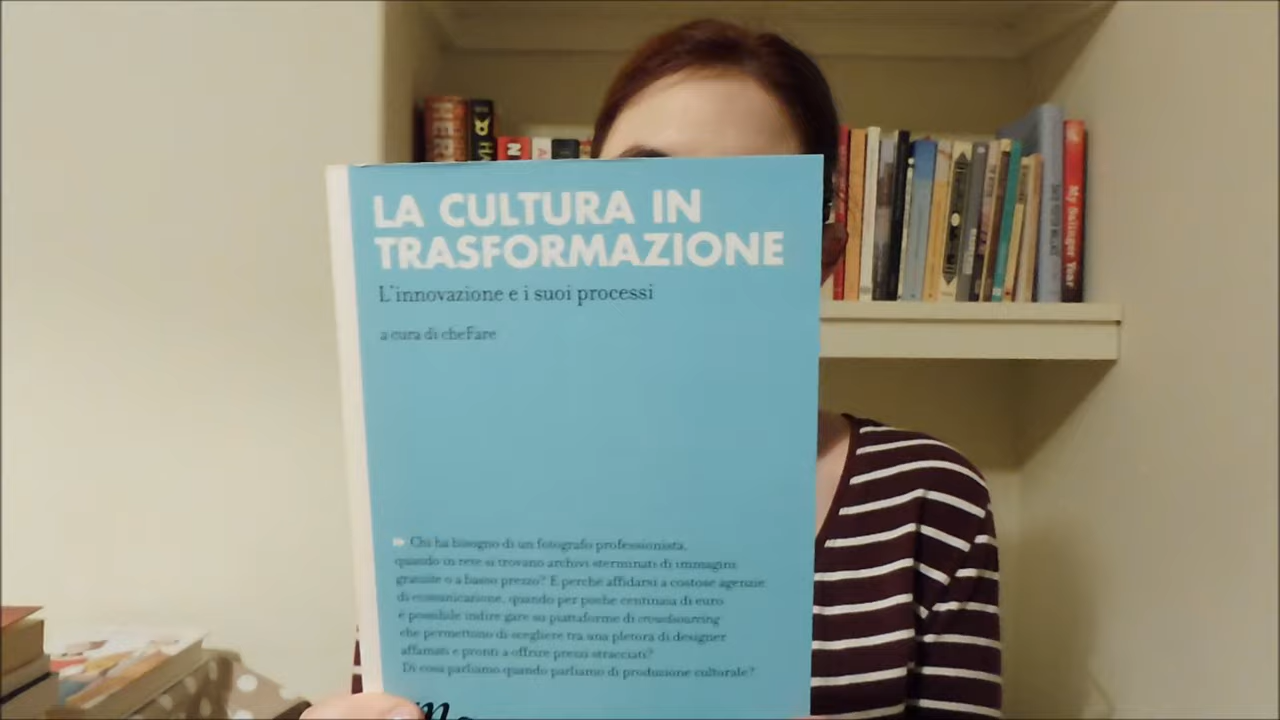 LA CULTURA IN
TRASFORMAZIONE
L'innovazione e i suoi processi
a cura di cheFare
Chi ha bisogno di un fotografo professionista,
quando in rete si trovano archivi sterminati di immagini
gratuite o a basso prezzo? E perché affidarsi a costose agenzie
di comunicazione, quando per poche centinaia di euro
è possibile indire gare su piattaforme di crowdsourcing
che permettono di scegliere tra una pletora di designer
affamati e pronti a offrire prezzi stracciati?
Di cosa parliamo quando parliamo di produzione culturale?
My Salinger Year